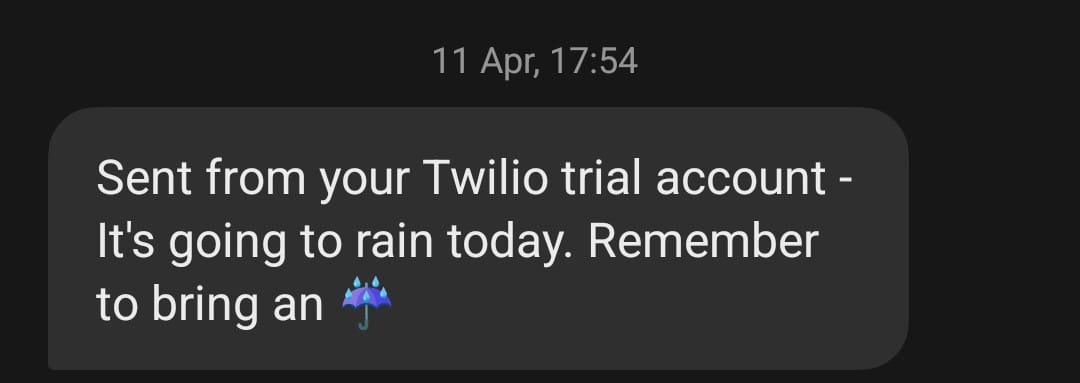 11 Apr, 17:54
Sent from your Twilio trial account -
It's going to rain today. Remember
to bring an ☔